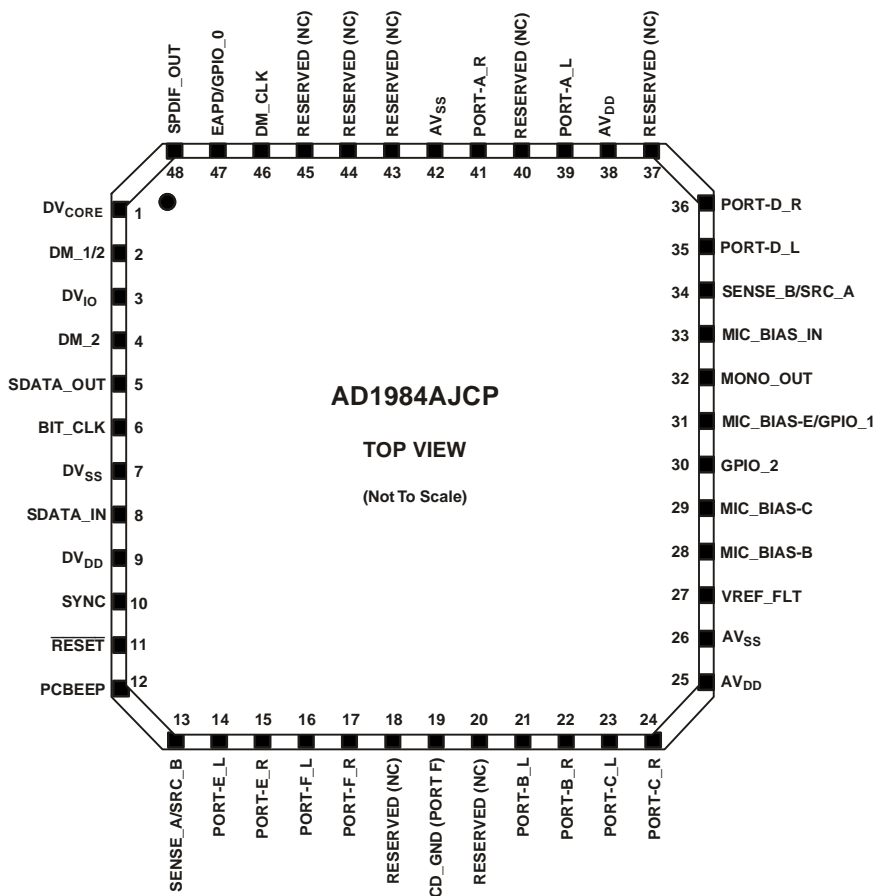 SPDIF_OUT
EAPD/GPIO_0
DM_CLK
RESERVED (NC)
RESERVED (NC)
RESERVED (NC)
AVSS
PORT-A_R
RESERVED (NC)
PORT-A_L
AVDD
RESERVED (NC)
48 47 46 45 44 43 42 41 40 39 38 37
DVCORE 1
DM_1/2 2
DVIO 3
DM_2 4
SDATA_OUT 5
BIT_CLK 6
DVSS 7
SDATA_IN 8
DVDD 9
SYNC 10
RESET 11
PCBEEP 12
AD1984AJCP
TOP VIEW
(Not To Scale)
36 PORT-D_R
35 PORT-D_L
34 SENSE_B/SRC_A
33 MIC_BIAS_IN
32 MONO_OUT
31 MIC_BIAS-E/GPIO_1
30 GPIO_2
29 MIC_BIAS-C
28 MIC_BIAS-B
27 VREF_FLT
26 AVSS
25 AVDD
13 14 15 16 17 18 19 20 21 22 23 24
SENSE_A/SRC_B
PORT-E_L
PORT-E_R
PORT-F_L
PORT-F_R
RESERVED (NC)
CD_GND (PORT F)
RESERVED (NC)
PORT-B_L
PORT-B_R
PORT-C_L
PORT-C_R